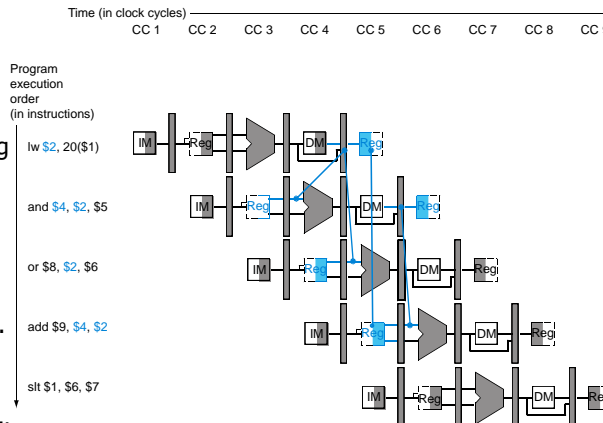 Time (in clock cycles)
CC 1 CC 2 CC 3 CC 4 CC 5 CC 6 CC 7 CC 8 CC
Program
execution
order
(in instructions)
g
lw $2, 20($1) IM Reg DM Reg
and $4, $2, $5 IM Reg DM Reg
or $8, $2, $6 IM Reg DM Reg
.
add $9, $4, $2 IM Reg DM Reg
slt $1, $6, $7 IM Reg DM Re